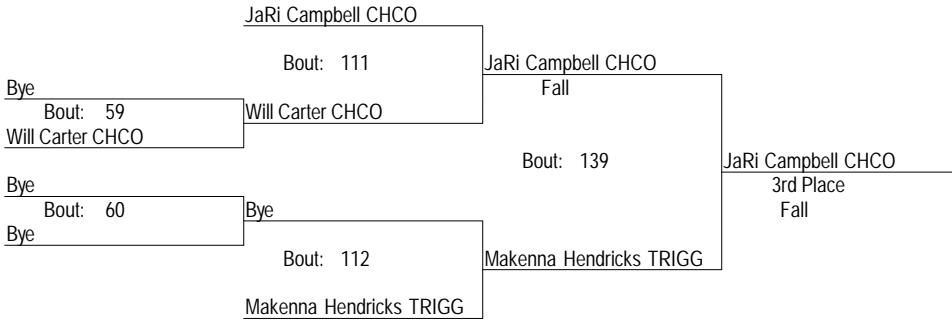 JaRi Campbell CHCO
Bout: 111
JaRi Campbell CHCO
Fall
Bye
Bout: 59
Will Carter CHCO
Will Carter CHCO
Bout: 139
JaRi Campbell CHCO
3rd Place
Fall
Bye
Bout: 60
Bye
Bye
Bout: 112
Makenna Hendricks TRIGG
Makenna Hendricks TRIGG